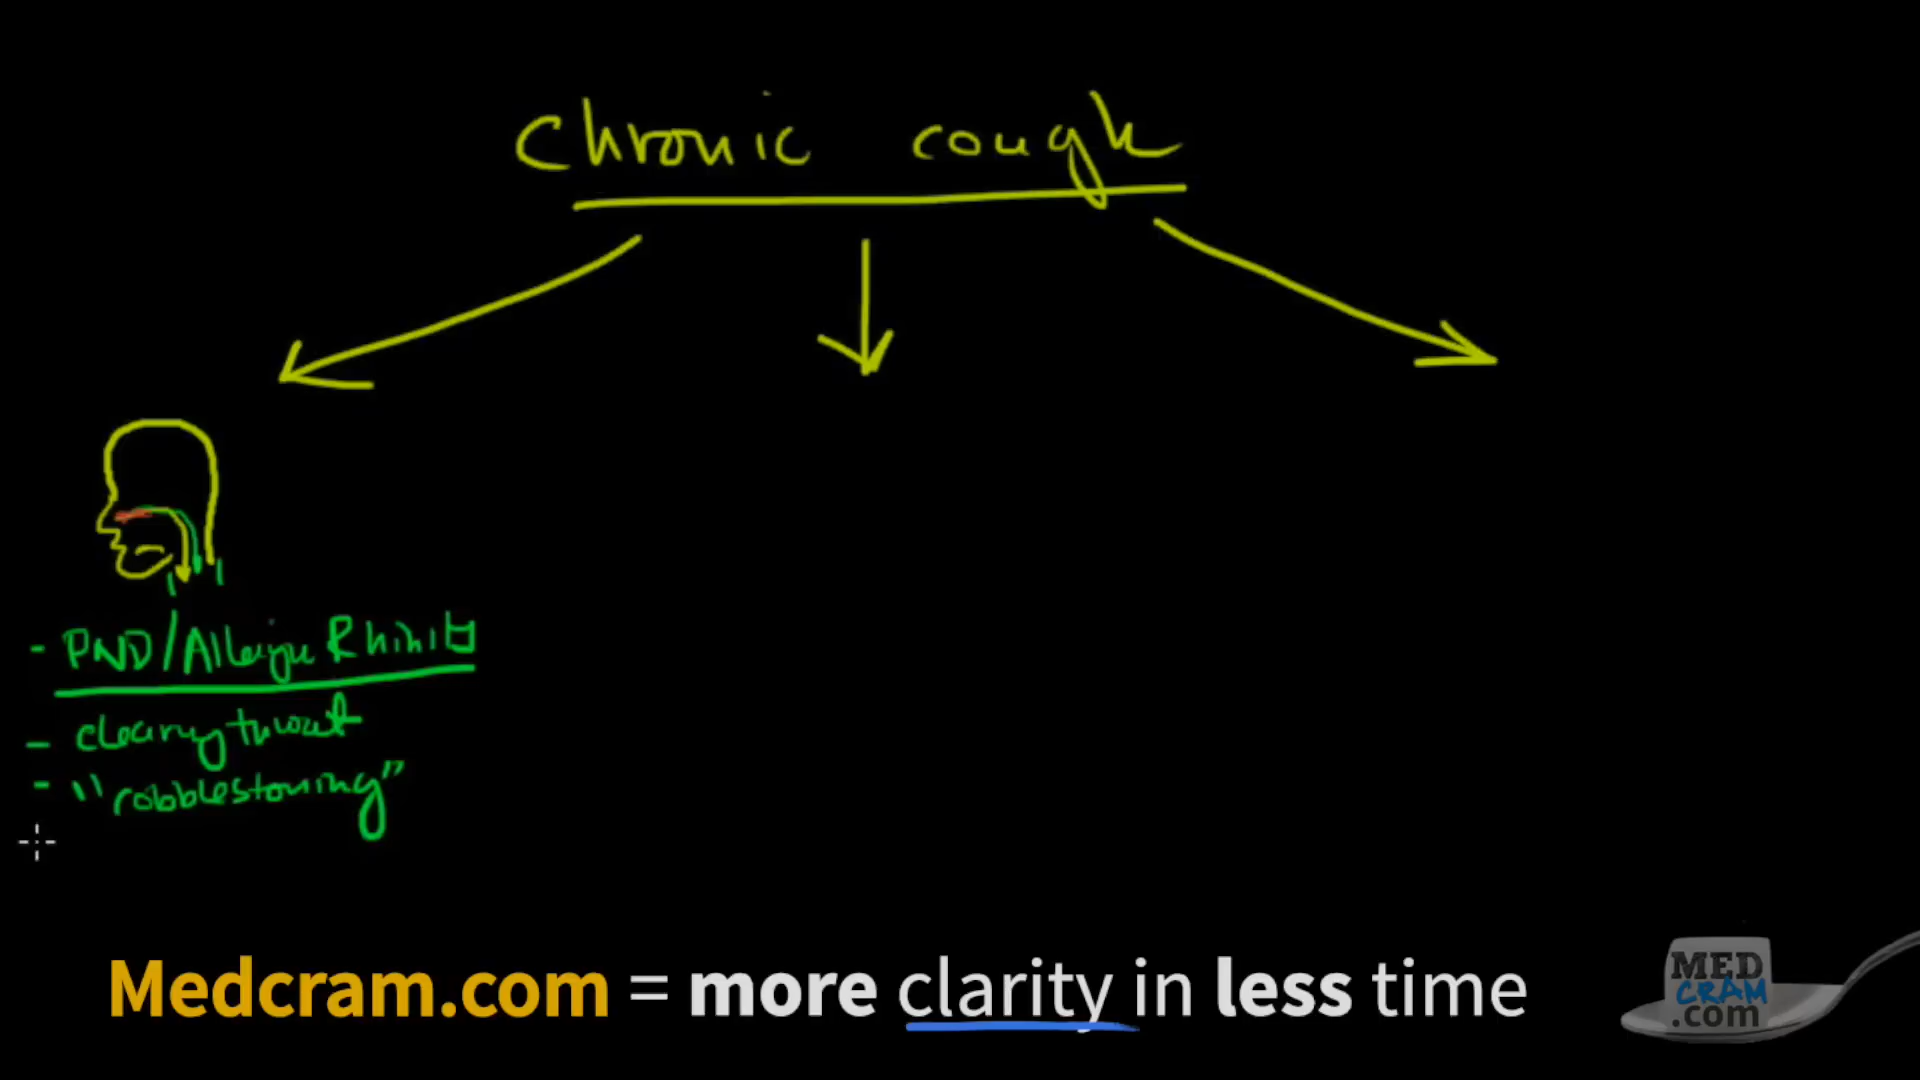 Chronic cough
- PND/Allergic Rhinitis
- clearing throat
- "cobblestoning"
Medcram.com = more clarity in less time
MED
CRAM
.com